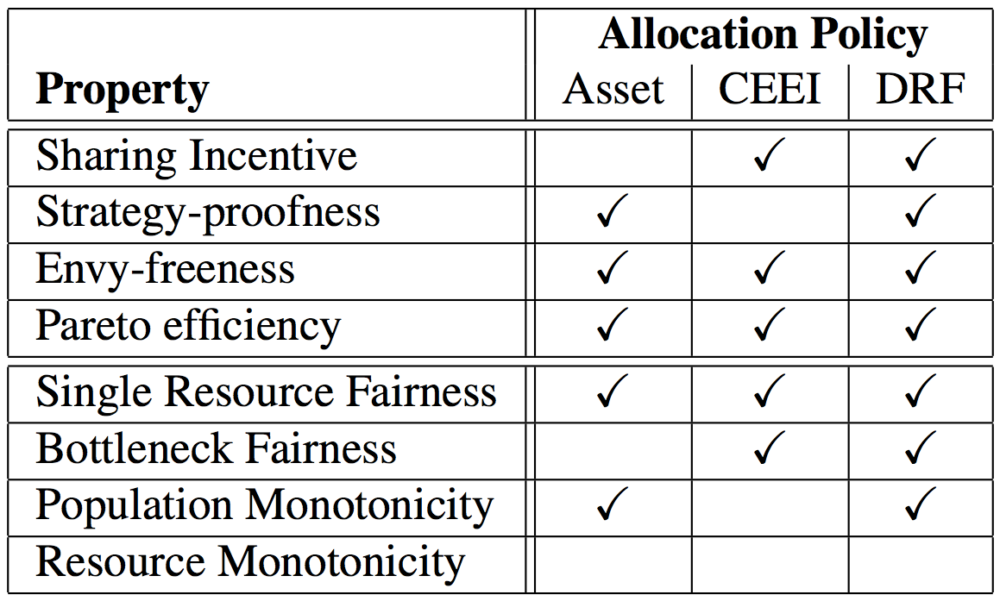 Allocation Policy
Property Asset CEEI DRF
Sharing Incentive ✓ ✓
Strategy-proofness ✓ ✓
Envy-freeness ✓ ✓ ✓
Pareto efficiency ✓ ✓ ✓
Single Resource Fairness ✓ ✓ ✓
Bottleneck Fairness ✓ ✓
Population Monotonicity ✓ ✓
Resource Monotonicity